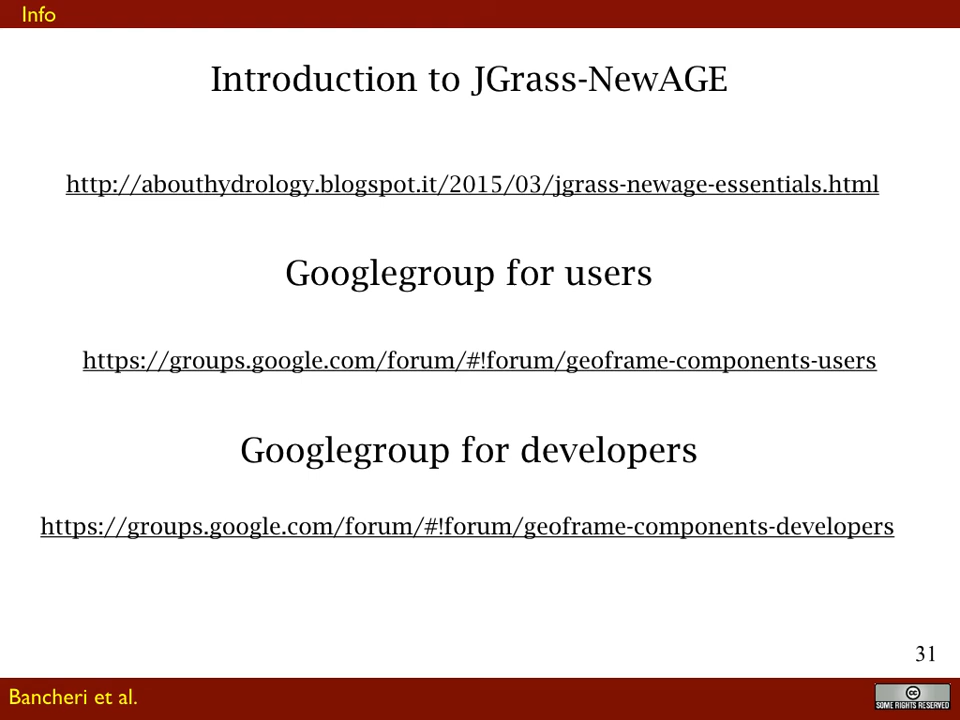 Info
Introduction to JGrass-NewAGE
http://abouthydrology.blogspot.it/2015/03/jgrass-newage-essentials.html
Googlegroup for users
https://groups.google.com/forum/#!forum/geoframe-components-users
Googlegroup for developers
https://groups.google.com/forum/#!forum/geoframe-components-developers
31
Bancheri et al.
cc
SOME RIGHTS RESERVED